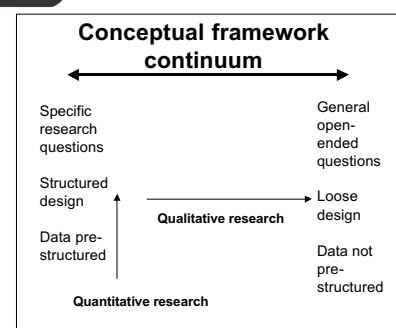 Conceptual framework
continuum
Specific
research
questions
Structured
design
Data pre-
structured
General
open-
ended
questions
Loose
design
Data not
pre-
structured
Qualitative research
Quantitative research